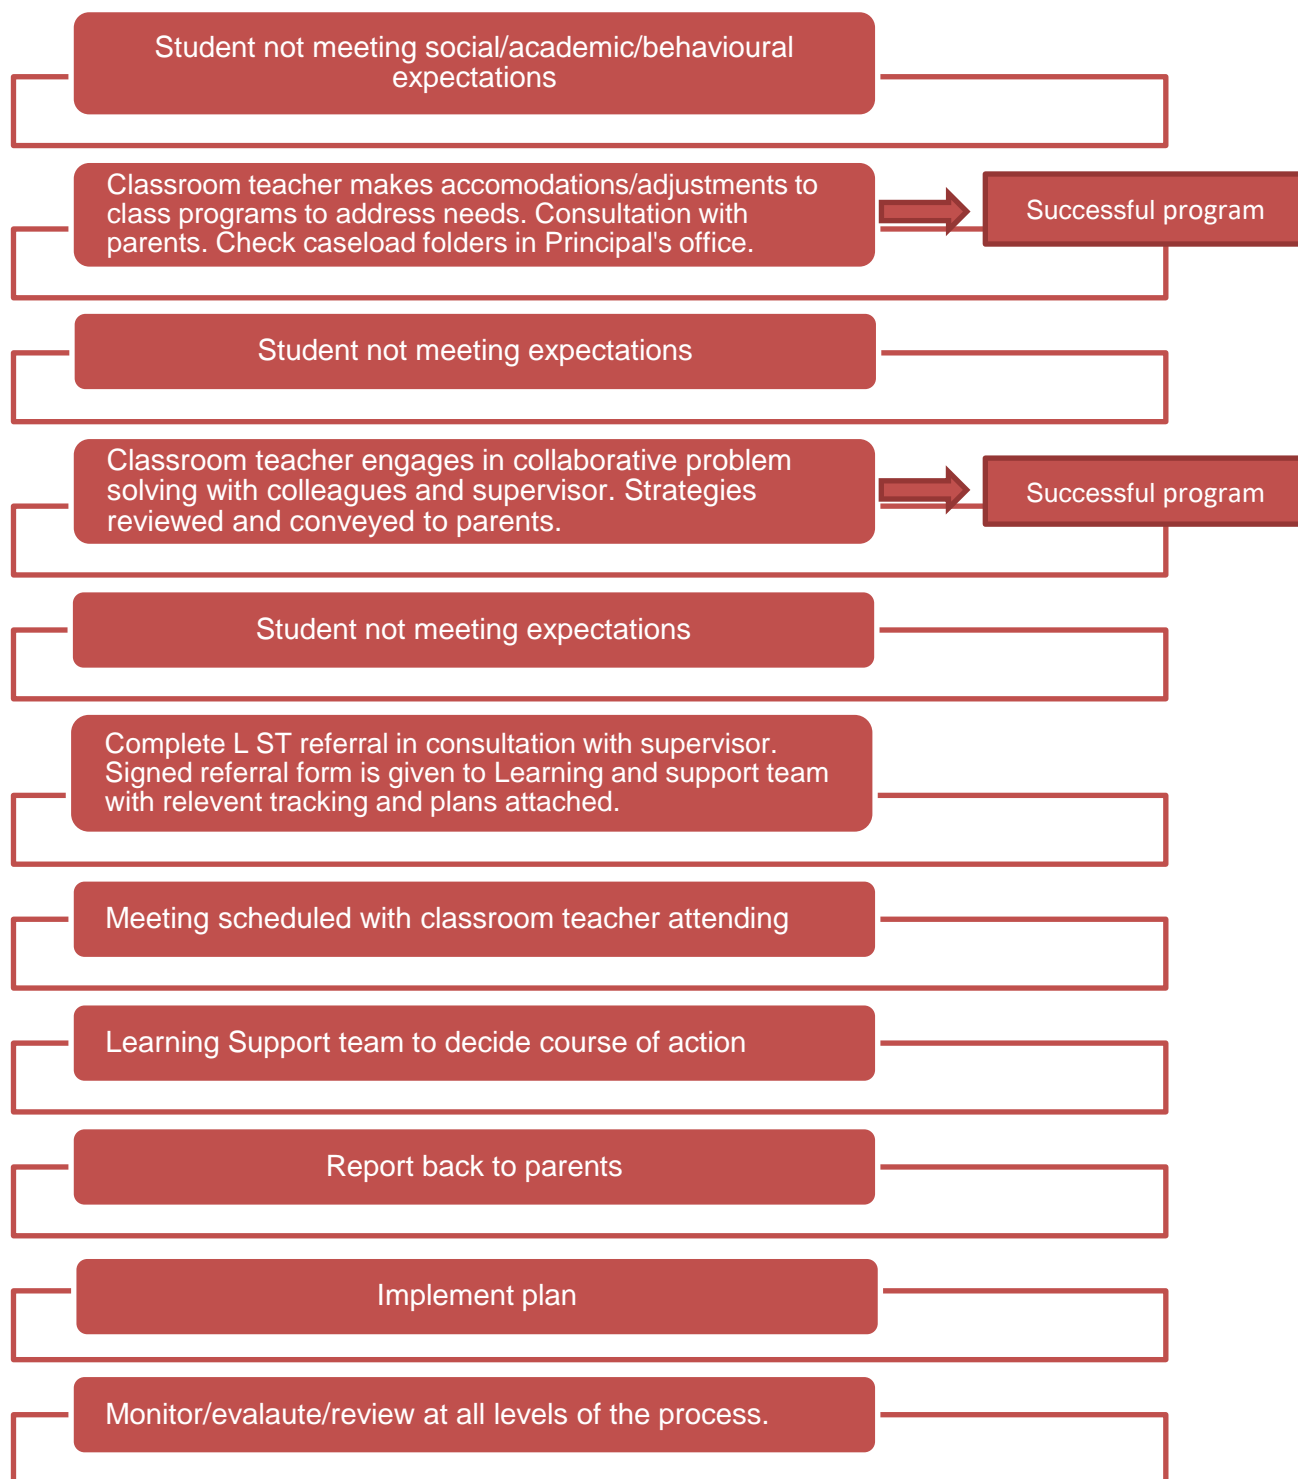 Student not meeting social/academic/behavioural
expectations
Classroom teacher makes accomodations/adjustments to
class programs to address needs. Consultation with
parents. Check caseload folders in Principal's office.
Successful program
Student not meeting expectations
Classroom teacher engages in collaborative problem
solving with colleagues and supervisor. Strategies
reviewed and conveyed to parents.
Successful program
Student not meeting expectations
Complete L ST referral in consultation with supervisor.
Signed referral form is given to Learning and support team
with relevent tracking and plans attached.
Meeting scheduled with classroom teacher attending
Learning Support team to decide course of action
Report back to parents
Implement plan
Monitor/evalaute/review at all levels of the process.